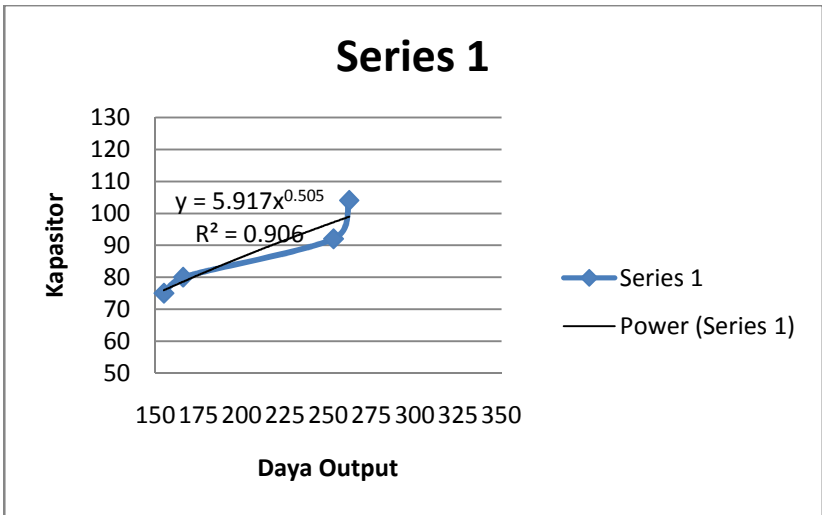 Series 1
130
120
110
100
90
80
70
60
50
Kapasitor
y = 5.917x^0.505
R² = 0.906
Series 1
Power (Series 1)
150 175 200 225 250 275 300 325 350
Daya Output